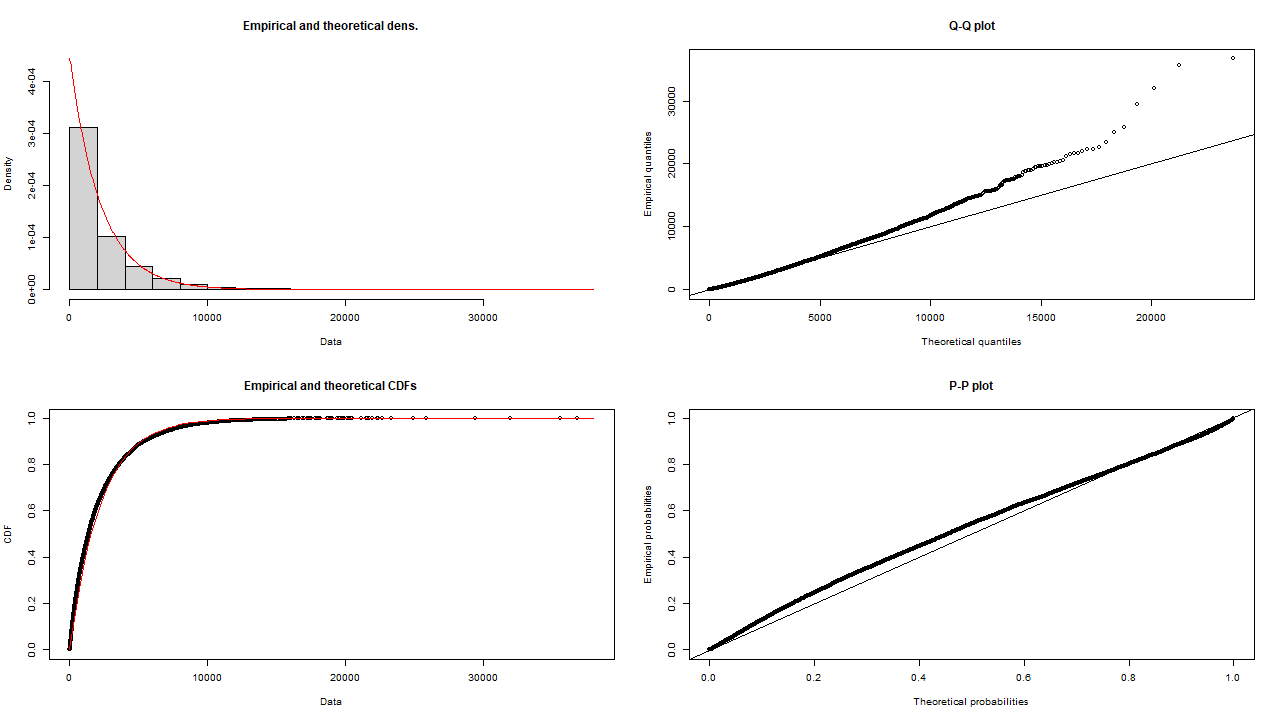 Empirical and theoretical dens.
Density
0e+00 1e-04 2e-04 3e-04 4e-04
0 10000 20000 30000
Data
Q-Q plot
Empirical quantiles
0 10000 20000 30000
0 5000 10000 15000 20000
Theoretical quantiles
Empirical and theoretical CDFs
CDF
0.0 0.2 0.4 0.6 0.8 1.0
0 10000 20000 30000
Data
P-P plot
Empirical probabilities
0.0 0.2 0.4 0.6 0.8 1.0
0.0 0.2 0.4 0.6 0.8 1.0
Theoretical probabilities